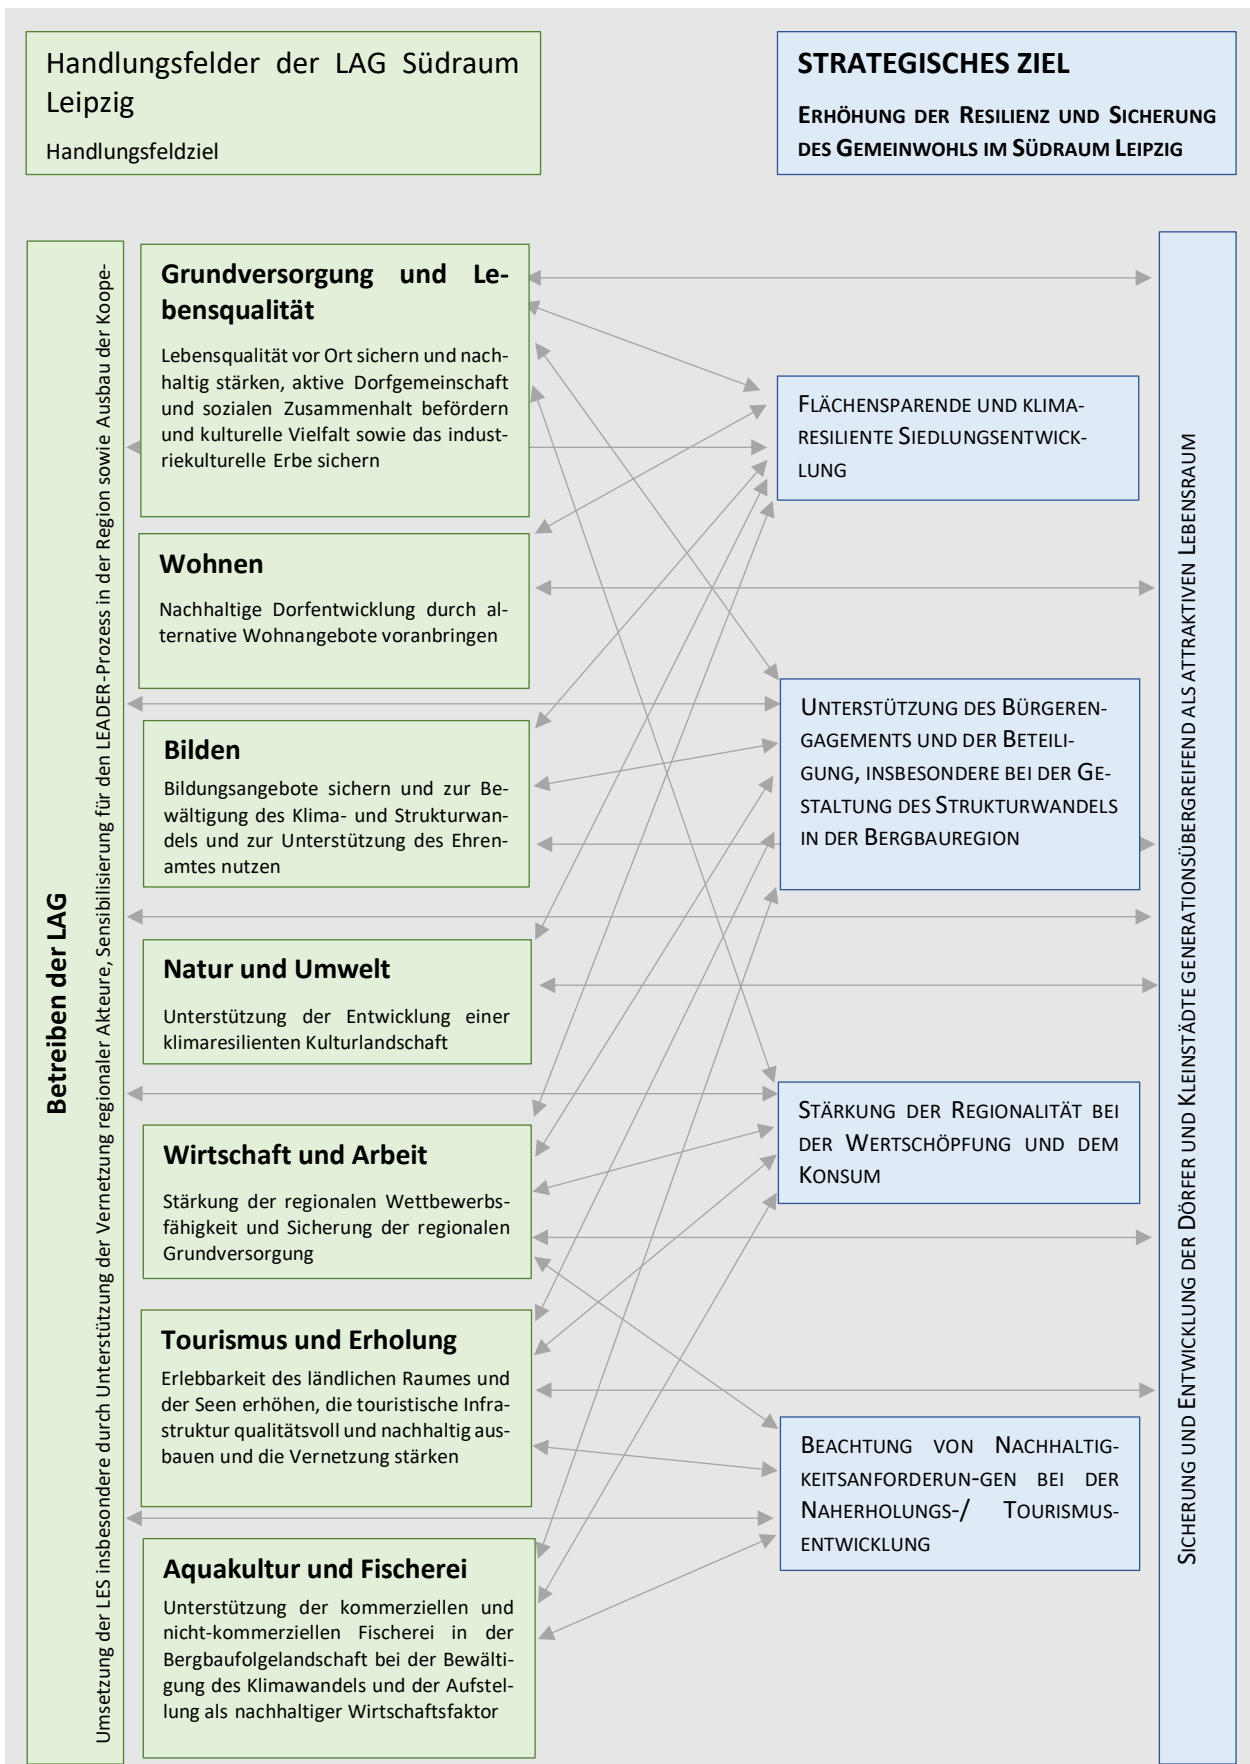 Handlungsfelder der LAG Südraum
Leipzig
Handlungsfeldziel
STRATEGISCHES ZIEL
ERHÖHUNG DER RESILIENZ UND SICHERUNG
DES GEMEINWOHLS IM SÜDRAUM LEIPZIG
Betreiben der LAG
Umsetzung der LES insbesondere durch Unterstützung der Vernetzung regionaler Akteure, Sensibilisierung für den LEADER-Prozess in der Region sowie Ausbau der Koope-
Grundversorgung und Le-
bensqualität
Lebensqualität vor Ort sichern und nach-
haltig stärken, aktive Dorfgemeinschaft
und sozialen Zusammenhalt befördern
und kulturelle Vielfalt sowie das indust-
riekulturelle Erbe sichern
Wohnen
Nachhaltige Dorfentwicklung durch al-
ternative Wohnangebote voranbringen
Bilden
Bildungsangebote sichern und zur Be-
wältigung des Klima- und Strukturwan-
dels und zur Unterstützung des Ehren-
amtes nutzen
Natur und Umwelt
Unterstützung der Entwicklung einer
klimaresilienten Kulturlandschaft
Wirtschaft und Arbeit
Stärkung der regionalen Wettbewerbs-
fähigkeit und Sicherung der regionalen
Grundversorgung
Tourismus und Erholung
Erlebbarkeit des ländlichen Raumes und
der Seen erhöhen, die touristische Infra-
struktur qualitätsvoll und nachhaltig aus-
bauen und die Vernetzung stärken
Aquakultur und Fischerei
Unterstützung der kommerziellen und
nicht-kommerziellen Fischerei in der
Bergbaufolgelandschaft bei der Bewälti-
gung des Klimawandels und der Aufstel-
lung als nachhaltiger Wirtschaftsfaktor
FLÄCHENSPARENDE UND KLIMA-
RESILIENTE SIEDLUNGSENTWICK-
LUNG
UNTERSTÜTZUNG DES BÜRGEREN-
GAGEMENTS UND DER BETEILI-
GUNG, INSBESONDERE BEI DER GE-
STALTUNG DES STRUKTURWANDELS
IN DER BERGBAUREGION
STÄRKUNG DER REGIONALITÄT BEI
DER WERTSCHÖPFUNG UND DEM
KONSUM
BEACHTUNG VON NACHHALTIG-
KEITSANFORDERUN-GEN BEI DER
NAHERHOLUNGS-/ TOURISMUS-
ENTWICKLUNG
SICHERUNG UND ENTWICKLUNG DER DÖRFER UND KLEINSTÄDTE GENERATIONSÜBERGREIFEND ALS ATTRAKTIVEN LEBENSRAUM